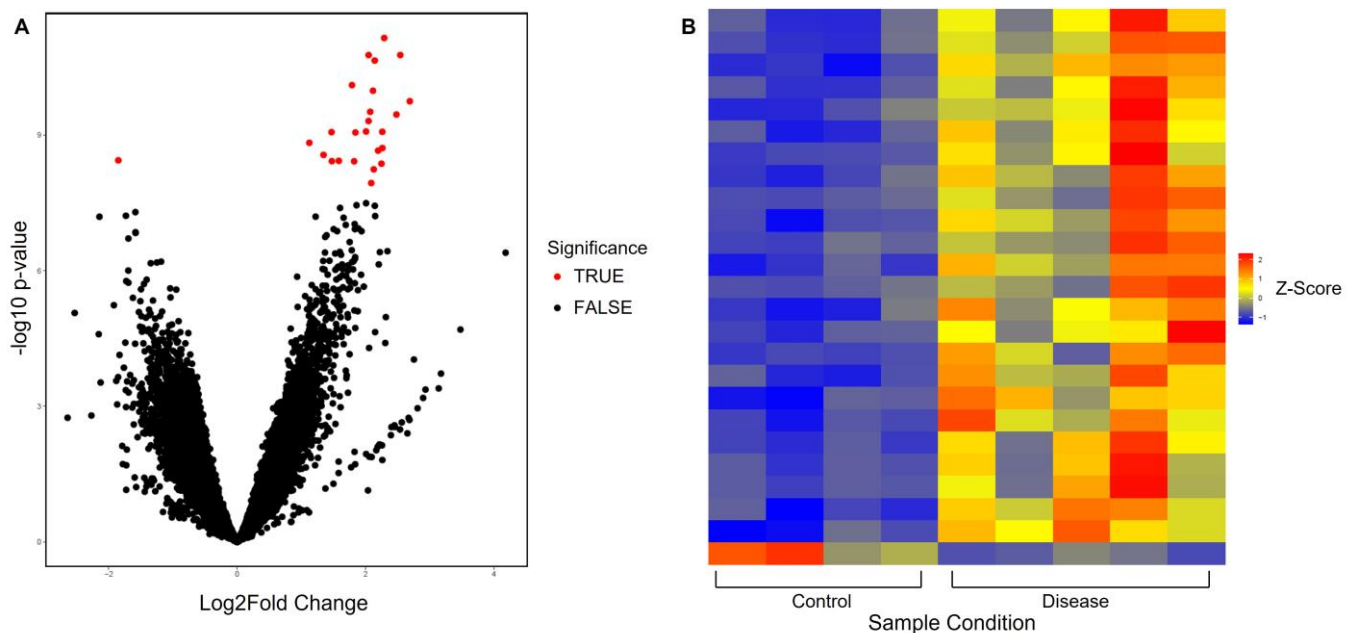 A
9
6
3
0
-log10 p-value
−2
0
2
4
Log2Fold Change
Significance
TRUE
FALSE
B
2
1
0
−1
Z-Score
Control
Disease
Sample Condition